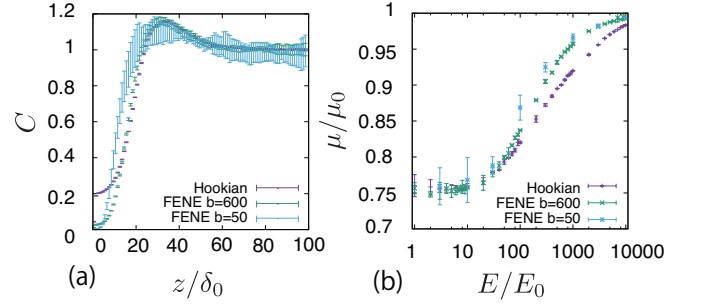 1.2
1
0.8
0.6
0.4
0.2
0
C
Hookian
FENE b=600
FENE b=50
0 20 40 60 80 100
(a) z/δ₀
1
0.95
0.9
0.85
0.8
0.75
0.7
μ/μ₀
Hookian
FENE b=600
FENE b=50
1 10 100 1000 10000
(b) E/E₀